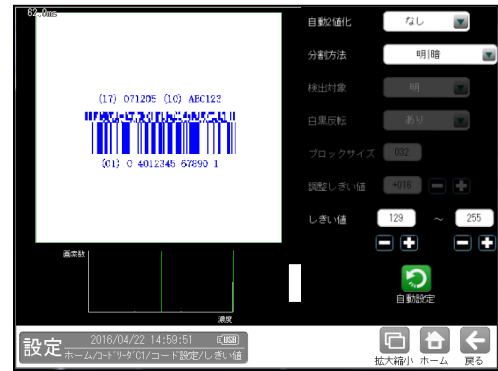 62.0ms
自動2値化 なし
分割方法 明|暗
検出対象 明
白黒反転 あり
ブロックサイズ 032
調整しきい値 +016
しきい値 129 ～ 255
自動設定
(17) 071205 (10) ABC123
(01) 0 4012345 67890 1
画素数
濃度
設定 2016/04/22 14:59:51 USB
ホーム/コードリーダC1/コード設定/しきい値
拡大縮小 ホーム 戻る